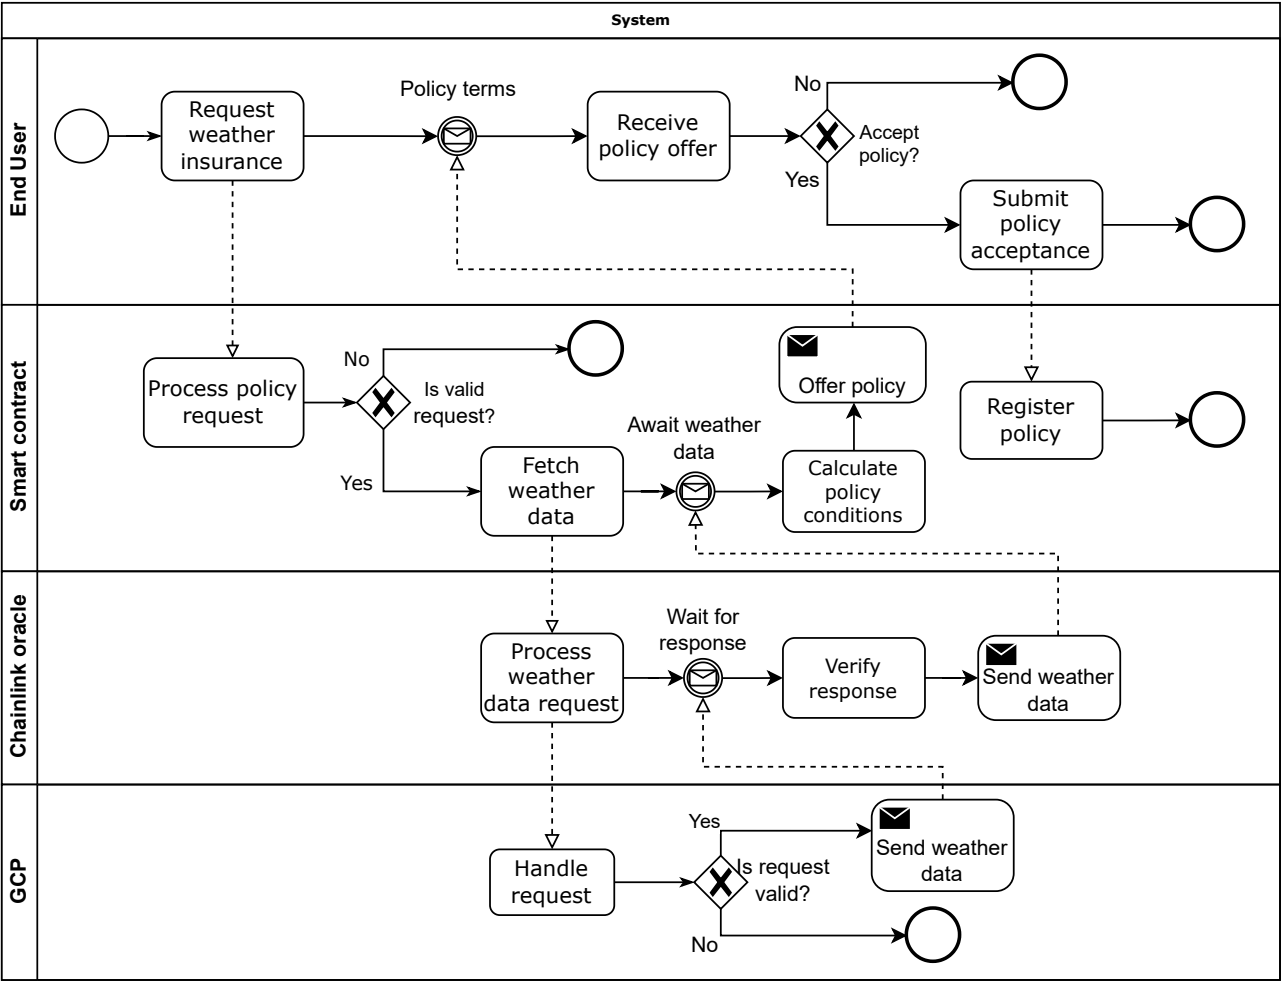 System
End User
Request
weather
insurance
Policy terms
Receive
policy offer
No
Accept
policy?
Yes
Submit
policy
acceptance
Smart contract
Process policy
request
No
Is valid
request?
Yes
Fetch
weather
data
Await weather
data
Offer policy
Calculate
policy
conditions
Register
policy
Chainlink oracle
Process
weather
data request
Wait for
response
Verify
response
Send weather
data
GCP
Handle
request
Yes
Is request
valid?
No
Send weather
data